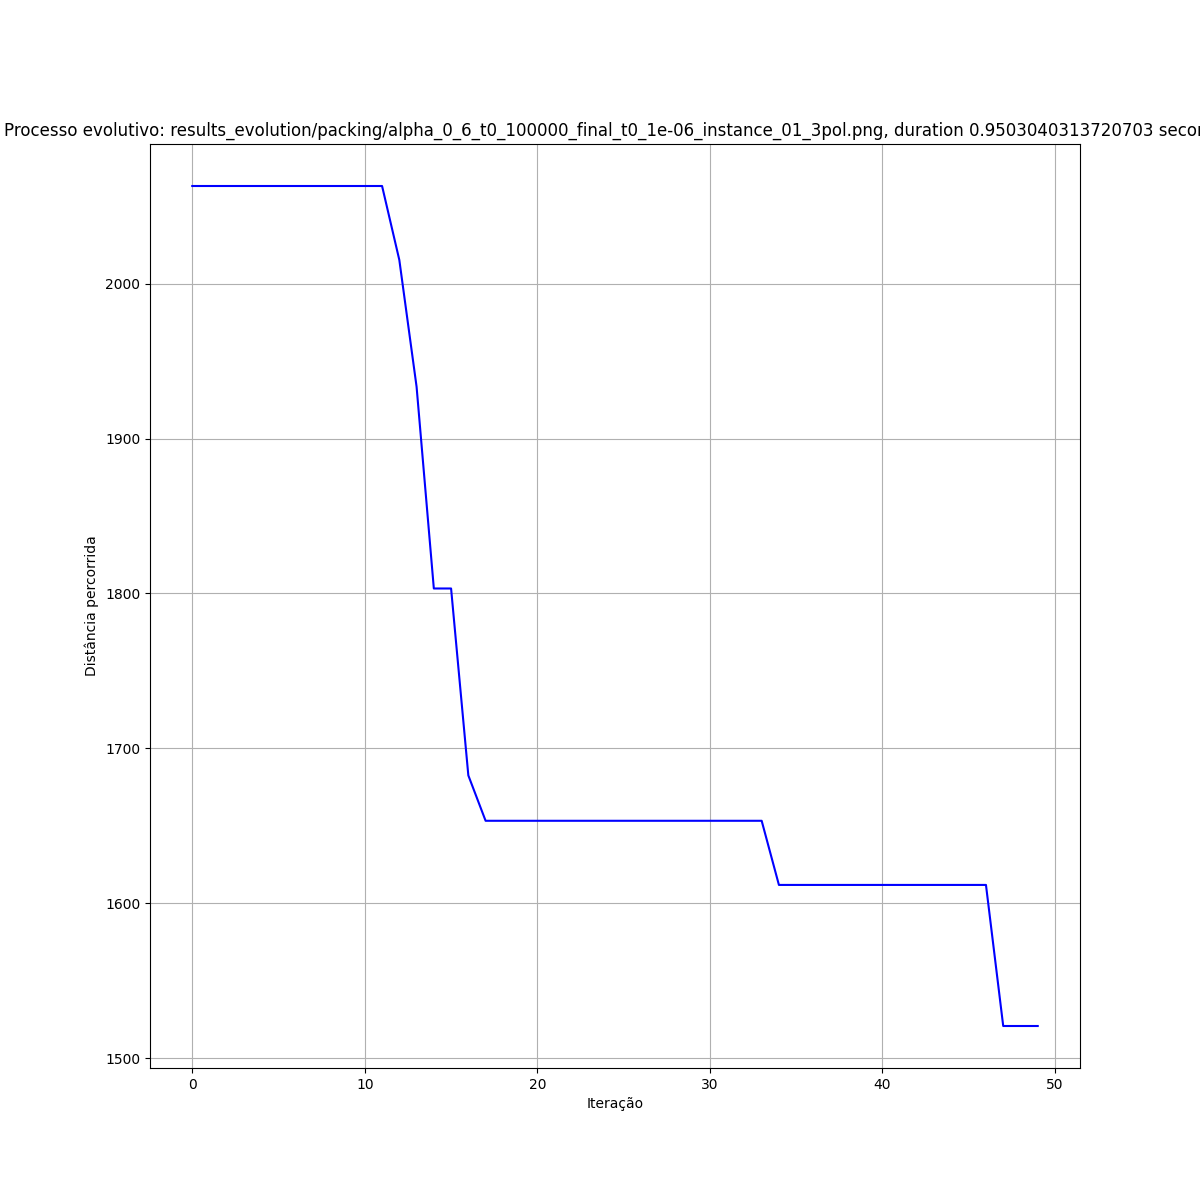 Processo evolutivo: results_evolution/packing/alpha_0_6_t0_100000_final_t0_1e-06_instance_01_3pol.png, duration 0.9503040313720703
2000
1900
1800
1700
1600
1500
Distância percorrida
0 10 20 30 40 50
Iteração